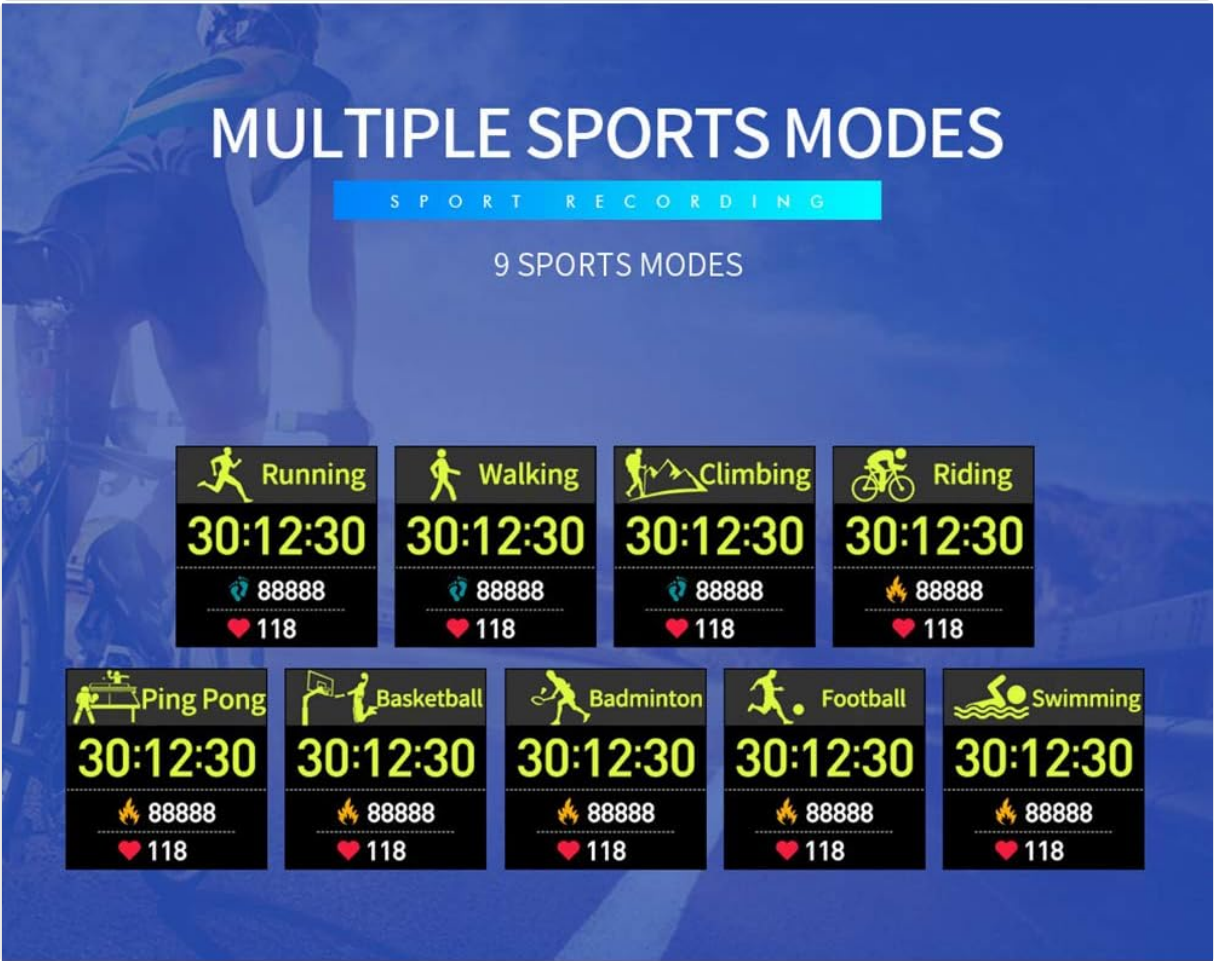 MULTIPLE SPORTS MODES
SPORT RECORDING
9 SPORTS MODES
Running
30:12:30
88888
118
Walking
30:12:30
88888
118
Climbing
30:12:30
88888
118
Riding
30:12:30
88888
118
Ping Pong
30:12:30
88888
118
Basketball
30:12:30
88888
118
Badminton
30:12:30
88888
118
Football
30:12:30
88888
118
Swimming
30:12:30
88888
118